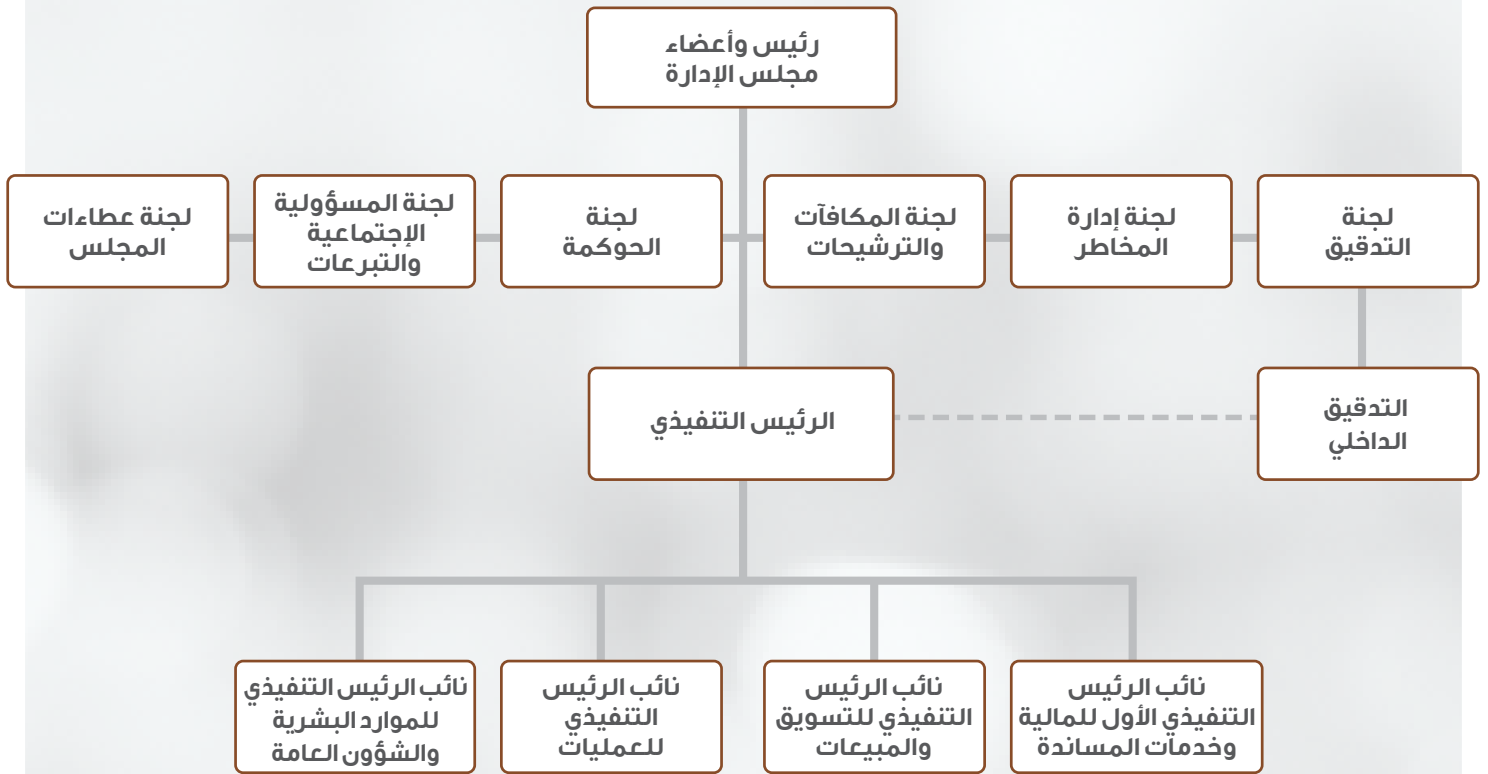 رئيس وأعضاء
مجلس الإدارة
لجنة
التدقيق
لجنة إدارة
المخاطر
لجنة المكافآت
والترشيحات
لجنة
الحوكمة
لجنة المسؤولية
الإجتماعية
والتبرعات
لجنة عطاءات
المجلس
التدقيق
الداخلي
الرئيس التنفيذي
نائب الرئيس
التنفيذي الأول للمالية
وخدمات المساندة
نائب الرئيس
التنفيذي للتسويق
والمبيعات
نائب الرئيس
التنفيذي
للعمليات
نائب الرئيس التنفيذي
للموارد البشرية
والشؤون العامة